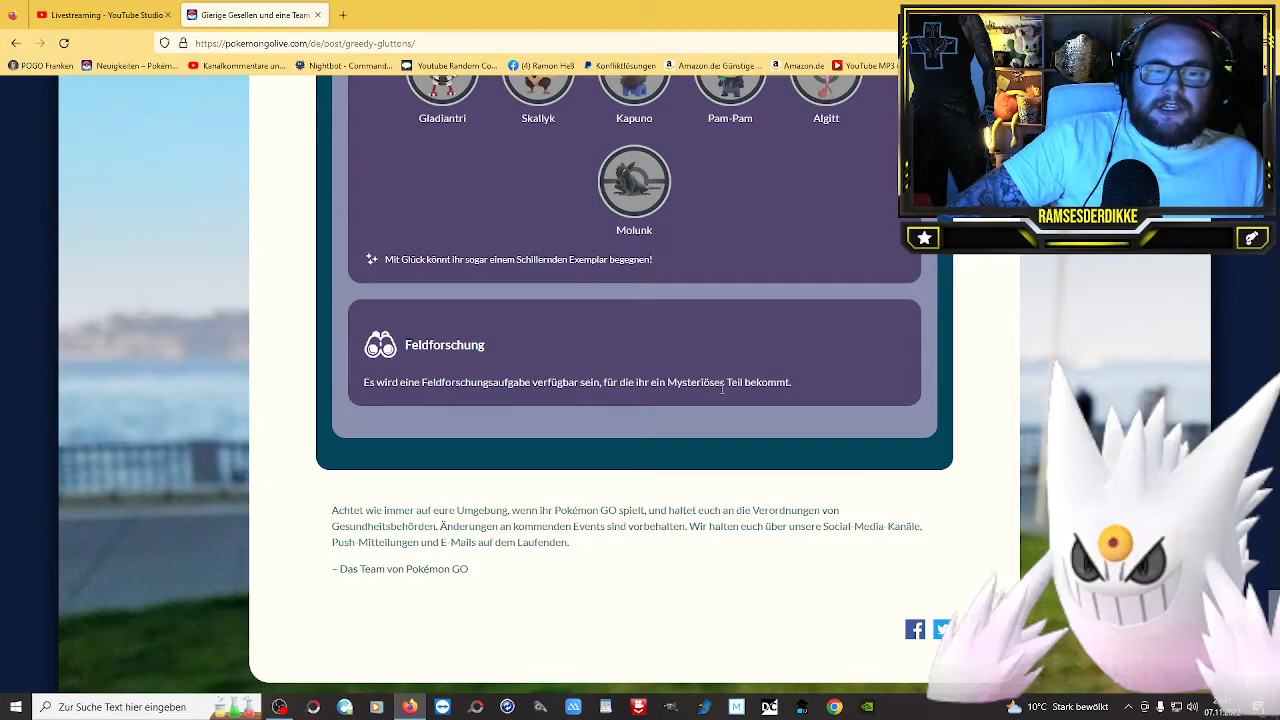 Livestreaming - YouTube Studio
Gierige Gesellen und eine Team
https://pokemongolive.com/de/post/greedy-gluttons/
POGO Franken
Neuigkeiten – Pokém...
Kanalkommentare un...
Nightbot - Command...
Youtube Random Co...
(4) Ramon Heß
Konfliktlösungen
Amazon.de Günstige ...
Amazon.de
YouTube MP3
Gladiantri
Skallyk
Kapuno
Pam-Pam
Algitt
Molunk
Mit Glück könnt ihr sogar einem Schillernden Exemplar begegnen!
RAMSESDERDIKKE
Feldforschung
Es wird eine Feldforschungsaufgabe verfügbar sein, für die ihr ein Mysteriöses Teil bekommt.
Achtet wie immer auf eure Umgebung, wenn ihr Pokémon GO spielt, und haltet euch an die Verordnungen von
Gesundheitsbehörden. Änderungen an kommenden Events sind vorbehalten. Wir halten euch über unsere Social-Media-Kanäle,
Push-Mitteilungen und E-Mails auf dem Laufenden.
– Das Team von Pokémon GO
Zur Suche Text hier eingeben
10°C Stark bewölkt
07.11.2022